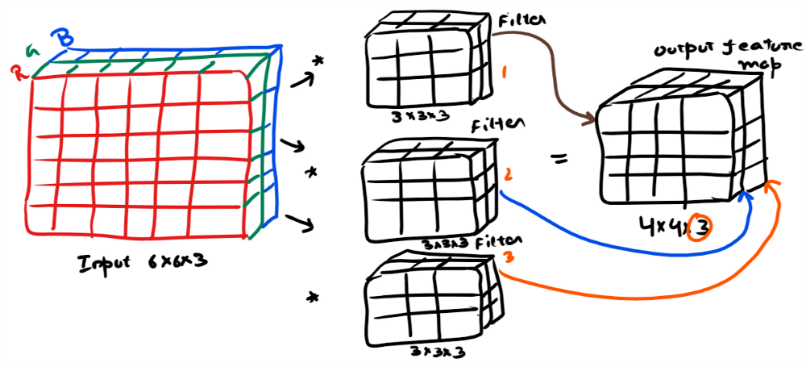 R G B
Input 6x6x3
*
Filter
1
3x3x3
*
Filter
2
3x3x3
*
Filter
3
3x3x3
=
output feature
map
4x4x3